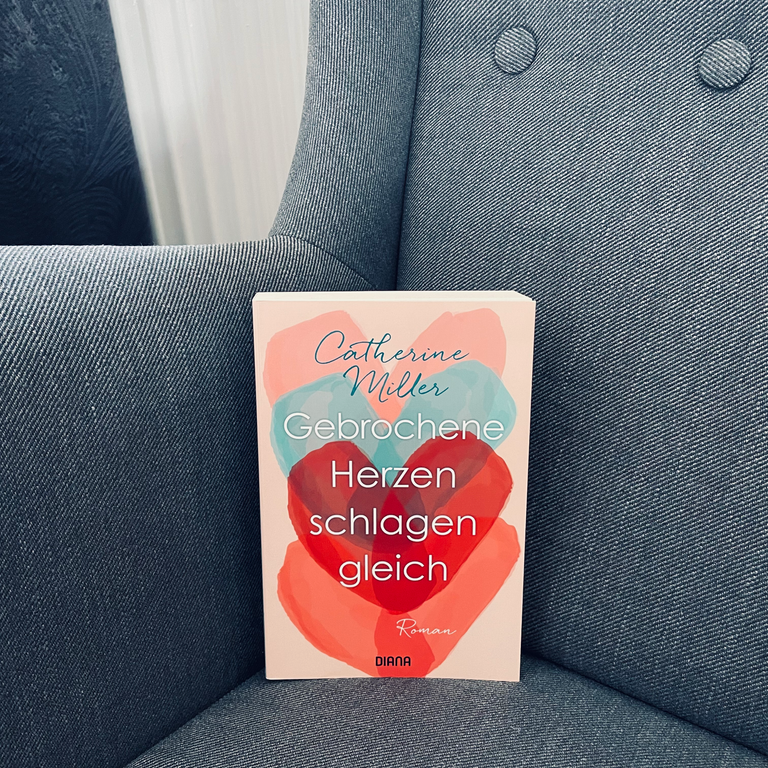 Catherine
Miller
Gebrochene
Herzen
schlagen
gleich
Roman
DIANA